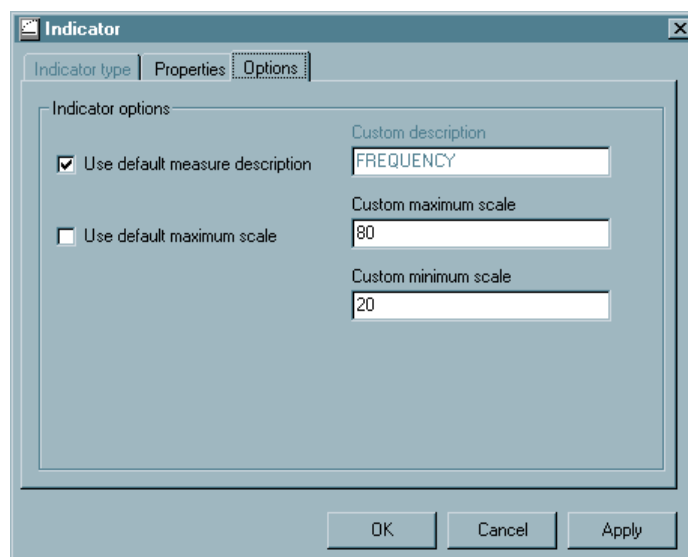 Indicator
Indicator type Properties Options
Indicator options
Custom description
Use default measure description FREQUENCY
Custom maximum scale
Use default maximum scale 80
Custom minimum scale
20
OK Cancel Apply